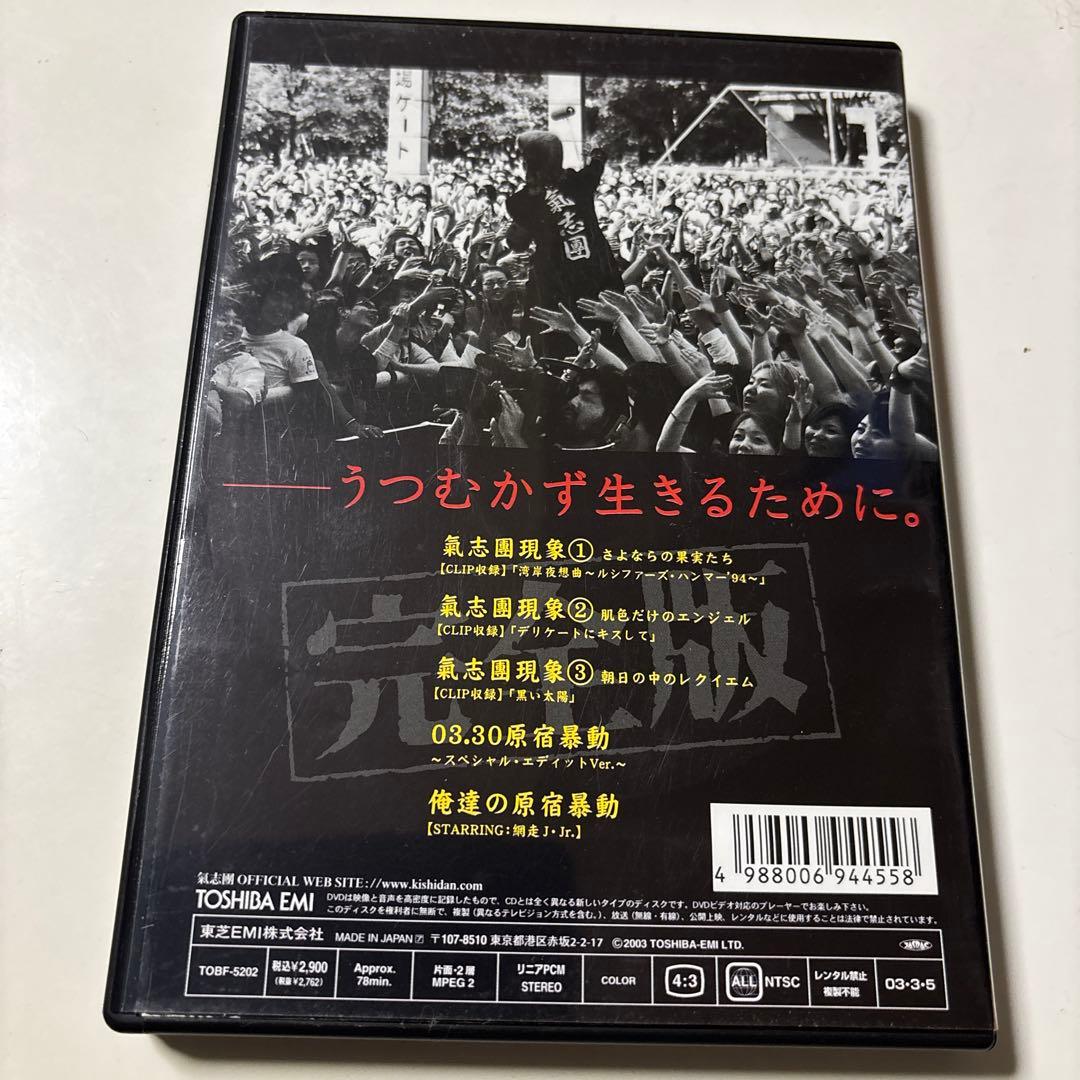 場ゲート
氣志團
──うつむかず生きるために。
完全版
氣志團現象① さよならの果実たち
【CLIP収録】「湾岸夜想曲～ルシファーズ・ハンマー'94～」
氣志團現象② 肌色だけのエンジェル
【CLIP収録】「デリケートにキスして」
氣志團現象③ 朝日の中のレクイエム
【CLIP収録】「黒い太陽」
03.30原宿暴動
～スペシャル・エディットVer.～
俺達の原宿暴動
【STARRING：網走J・Jr.】
4 988006 944558
氣志團 OFFICIAL WEB SITE：//www.kishidan.com
TOSHIBA EMI
DVDは映像と音声を高密度に記録したもので、CDとは全く異なる新しいタイプのディスクです。DVDビデオ対応のプレーヤーでお楽しみ下さい。
このディスクを権利者に無断で、複製（異なるテレビジョン方式を含む。）、放送（無線・有線）、公開上映、レンタルなどに使用することは法律で禁止されています。
東芝EMI株式会社 MADE IN JAPAN 〒107-8510 東京都港区赤坂2-2-17 ©2003 TOSHIBA-EMI LTD.
TOBF-5202 税込¥2,900 (税抜¥2,762) Approx. 78min. 片面・2層 MPEG 2 リニアPCM STEREO COLOR 4:3 ALL NTSC レンタル禁止 複製不能 03・3・5